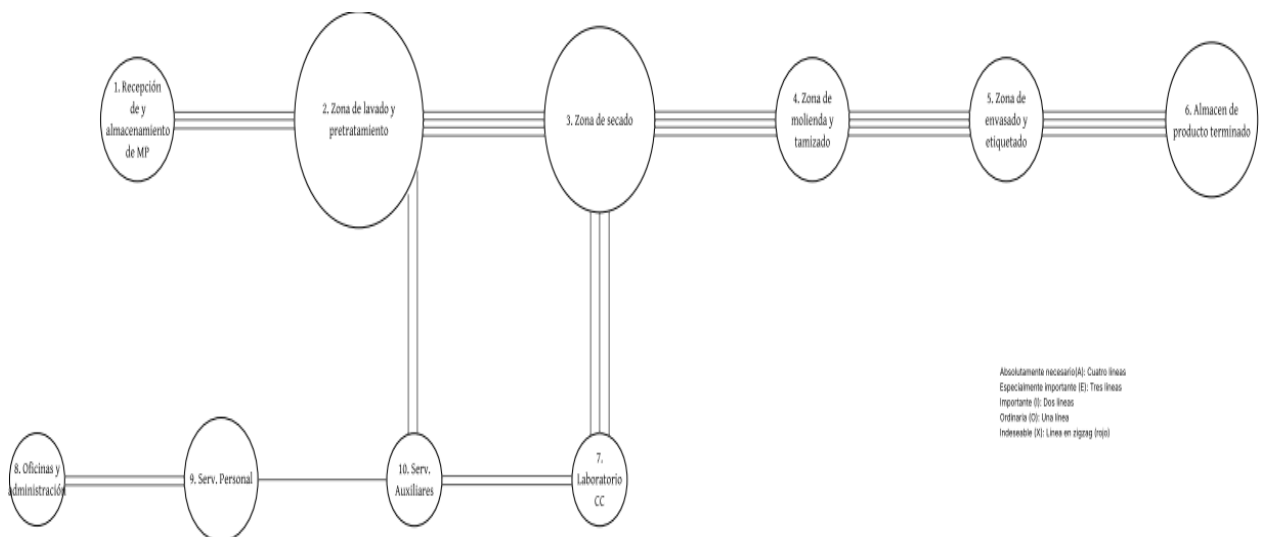 1. Recepción
de y
almacenamiento
de MP
2. Zona de lavado y
pretratamiento
3. Zona de secado
4. Zona de
molienda y
tamizado
5. Zona de
envasado y
etiquetado
6. Almacen de
producto terminado
Absolutamente necesario(A): Cuatro líneas
Especialmente importante (E): Tres líneas
Importante (I): Dos líneas
Ordinaria (O): Una línea
Indeseable (X): Línea en zigzag (rojo)
8. Oficinas y
administración
9. Serv. Personal
10. Serv.
Auxiliares
7.
Laboratorio
CC